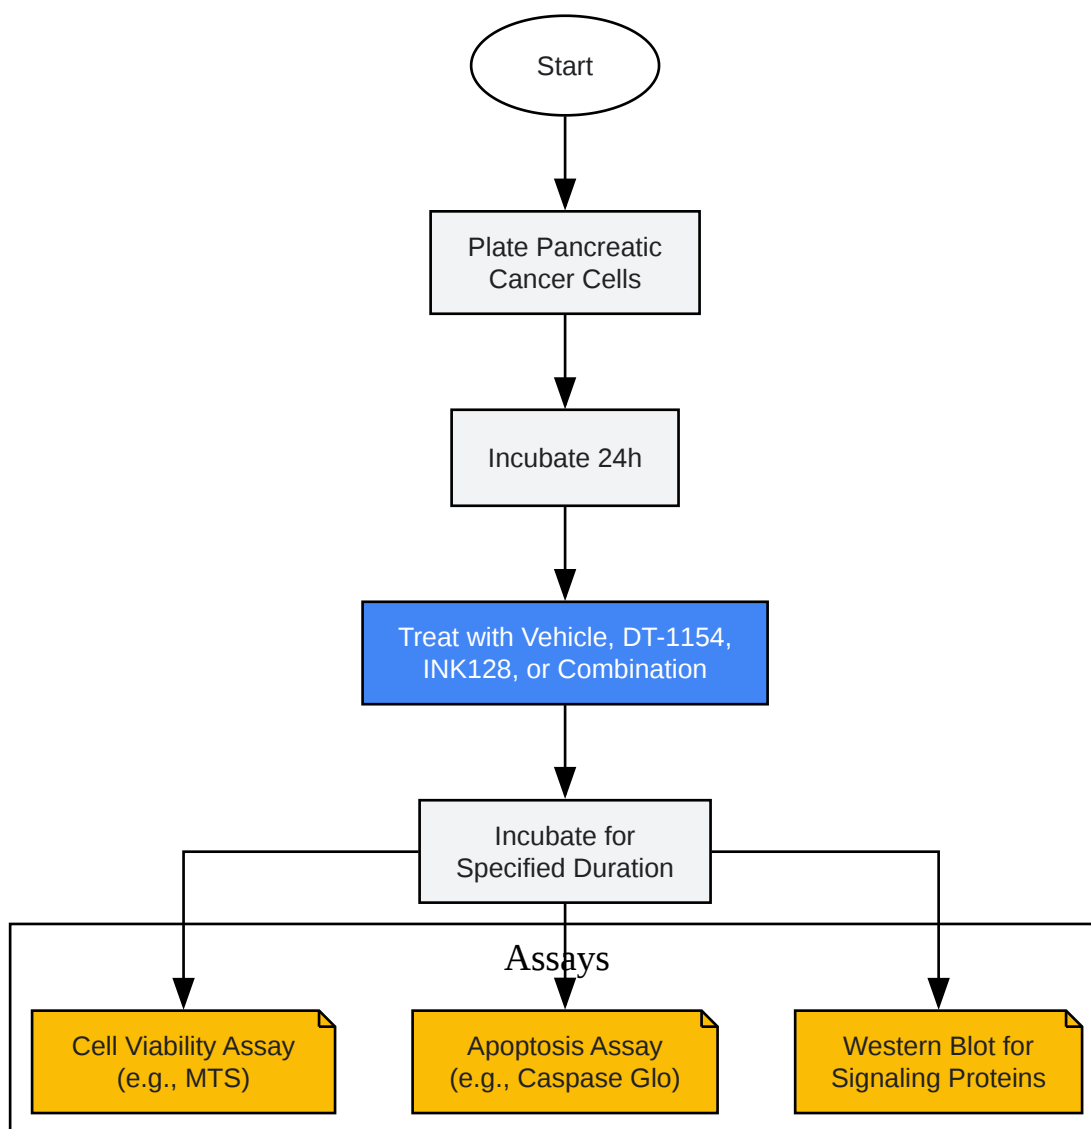 Start
Plate Pancreatic
Cancer Cells
Incubate 24h
Treat with Vehicle, DT-1154,
INK128, or Combination
Incubate for
Specified Duration
Assays
Cell Viability Assay
(e.g., MTS)
Apoptosis Assay
(e.g., Caspase Glo)
Western Blot for
Signaling Proteins